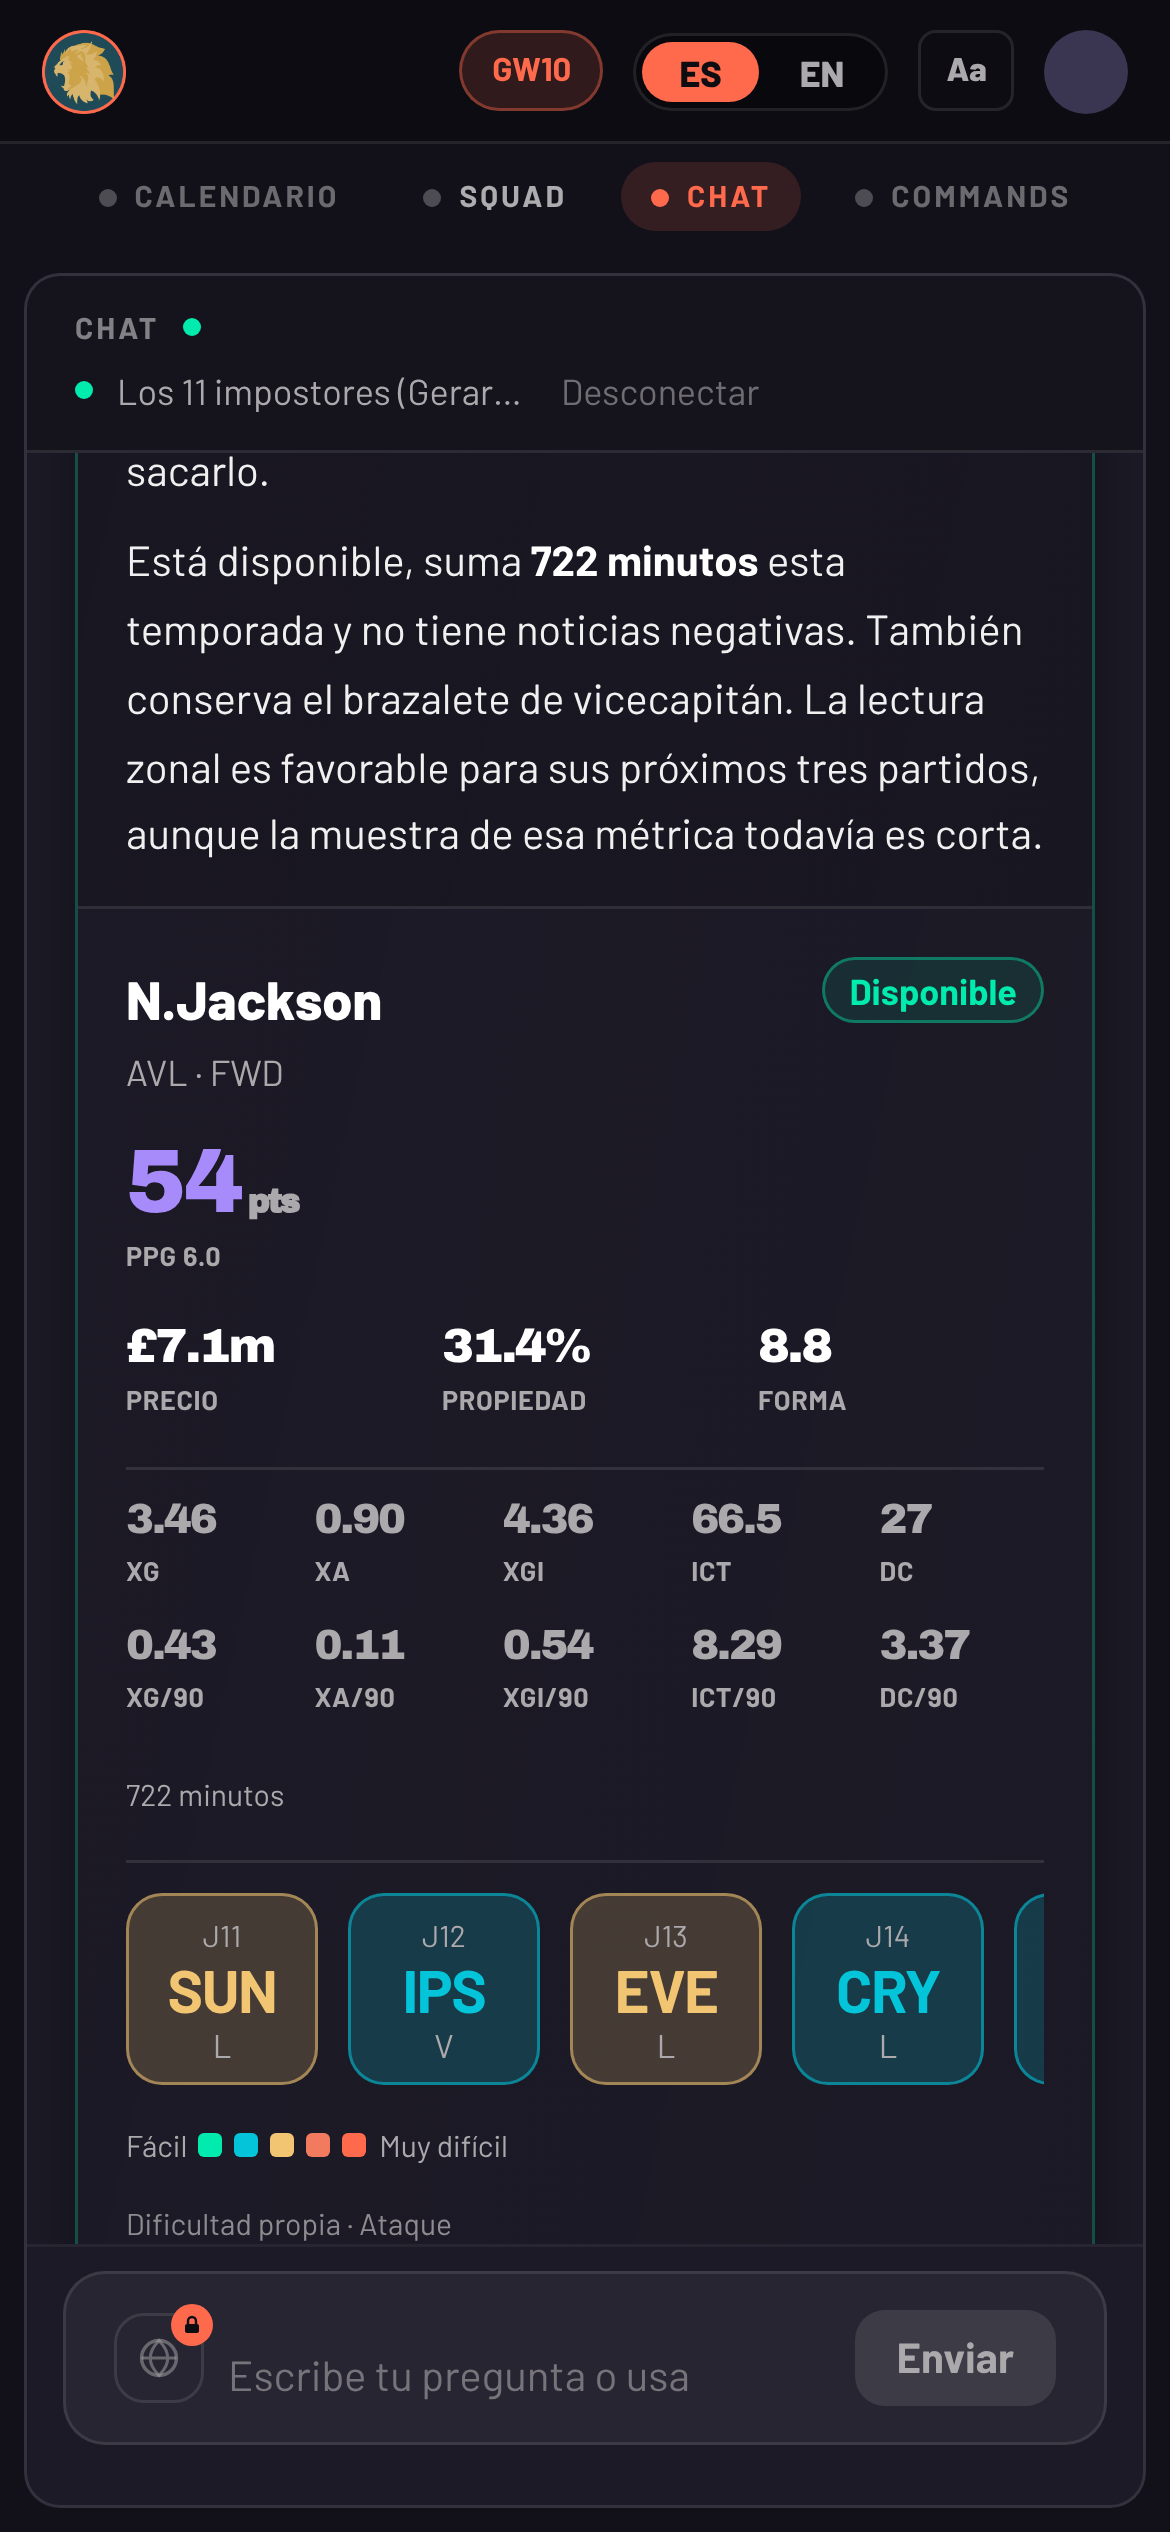 GW10
ES EN
Aa
CALENDARIO SQUAD CHAT COMMANDS
CHAT
Los 11 impostores (Gerar... Desconectar
sacarlo.
Está disponible, suma 722 minutos esta
temporada y no tiene noticias negativas. También
conserva el brazalete de vicecapitán. La lectura
zonal es favorable para sus próximos tres partidos,
aunque la muestra de esa métrica todavía es corta.
N.Jackson Disponible
AVL · FWD
54 pts
PPG 6.0
£7.1m 31.4% 8.8
PRECIO PROPIEDAD FORMA
3.46 0.90 4.36 66.5 27
XG XA XGI ICT DC
0.43 0.11 0.54 8.29 3.37
XG/90 XA/90 XGI/90 ICT/90 DC/90
722 minutos
J11 J12 J13 J14
SUN IPS EVE CRY
L V L L
Fácil Muy difícil
Dificultad propia · Ataque
Escribe tu pregunta o usa Enviar